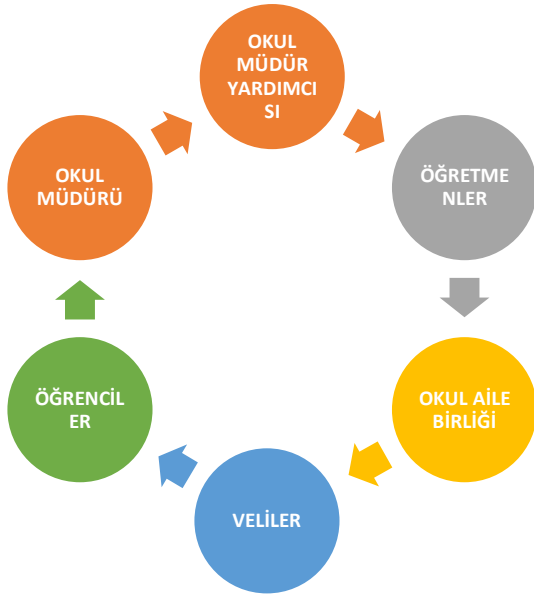 OKUL
MÜDÜR
YARDIMCI
SI
ÖĞRETME
NLER
OKUL AİLE
BİRLİĞİ
VELİLER
ÖĞRENCİL
ER
OKUL
MÜDÜRÜ